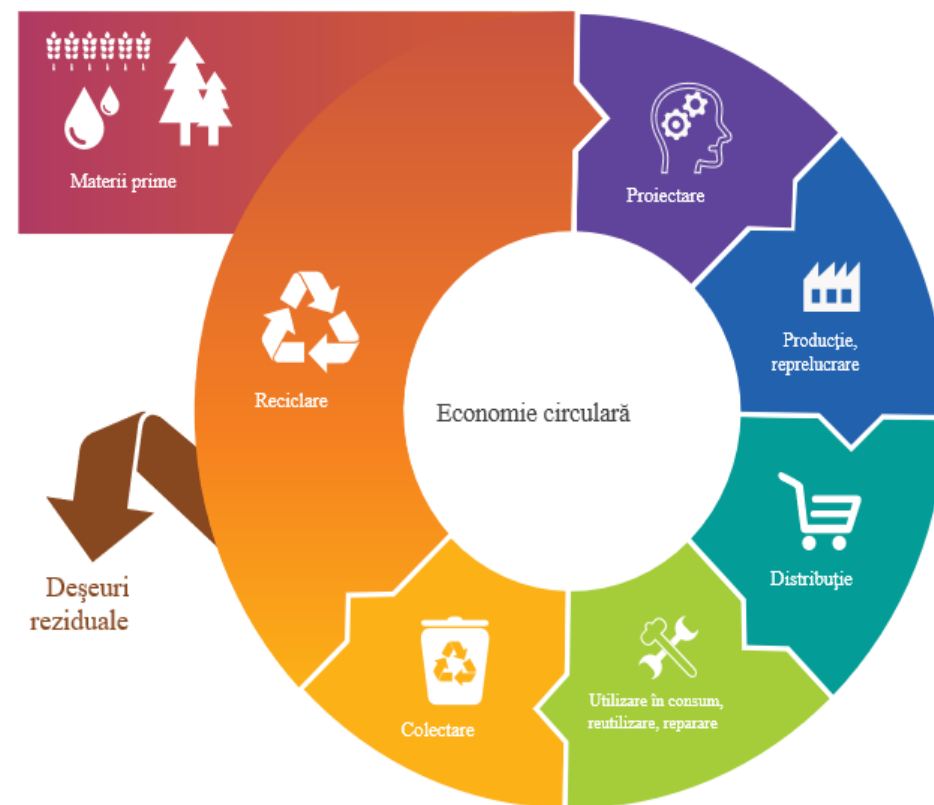 Materii prime
Proiectare
Producţie,
reprelucrare
Distribuţie
Utilizare în consum,
reutilizare, reparare
Colectare
Reciclare
Economie circulară
Deşeuri
reziduale